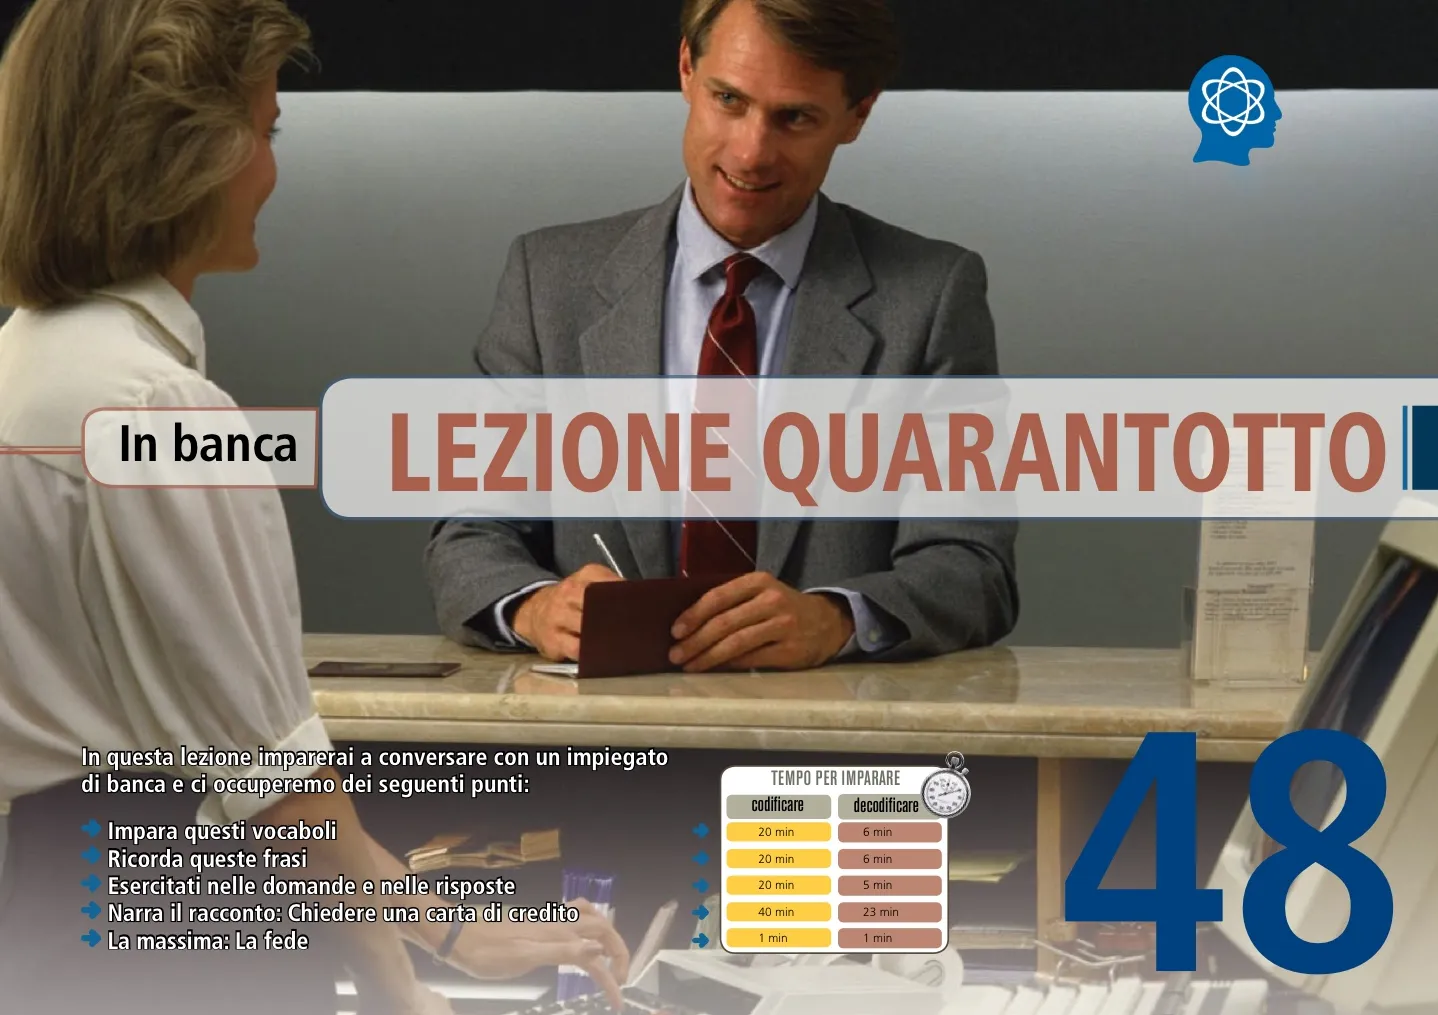 In banca
LEZIONE QUARANTOTTO
In questa lezione imparerai a conversare con un impiegato
di banca e ci occuperemo dei seguenti punti:
Impara questi vocaboli
Ricorda queste frasi
Esercitati nelle domande e nelle risposte
Narra il racconto: Chiedere una carta di credito
La massima: La fede
TEMPO PER IMPARARE
codificare decodificare
20 min 6 min
20 min 6 min
20 min 5 min
40 min 23 min
1 min 1 min
48